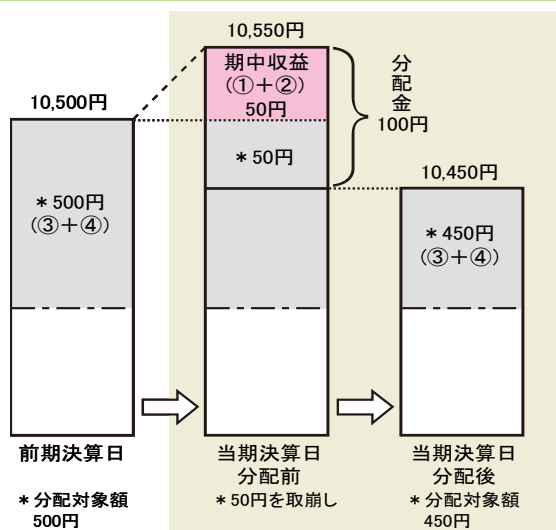 10,550円
期中収益
(①+②)
50円
分配金
100円
10,500円
*50円
10,450円
*500円
(③+④)
*450円
(③+④)
前期決算日
当期決算日
分配前
当期決算日
分配後
*分配対象額
500円
*50円を取崩し
*分配対象額
450円